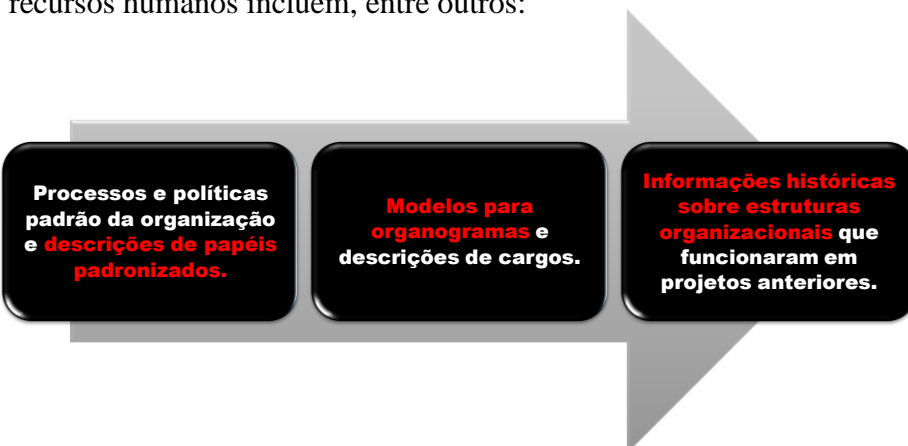 recursos humanos incluem, entre outros:
Processos e políticas
padrão da organização
e descrições de papéis
padronizados.
Modelos para
organogramas e
descrições de cargos.
Informações históricas
sobre estruturas
organizacionais que
funcionaram em
projetos anteriores.